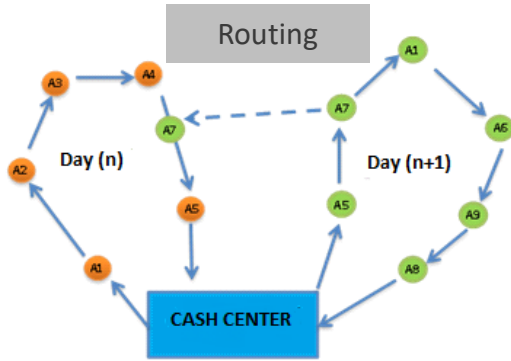 Routing
A1
A4
A3
A7
A7
A6
Day (n)
Day (n+1)
A2
A5
A5
A9
A1
A8
CASH CENTER